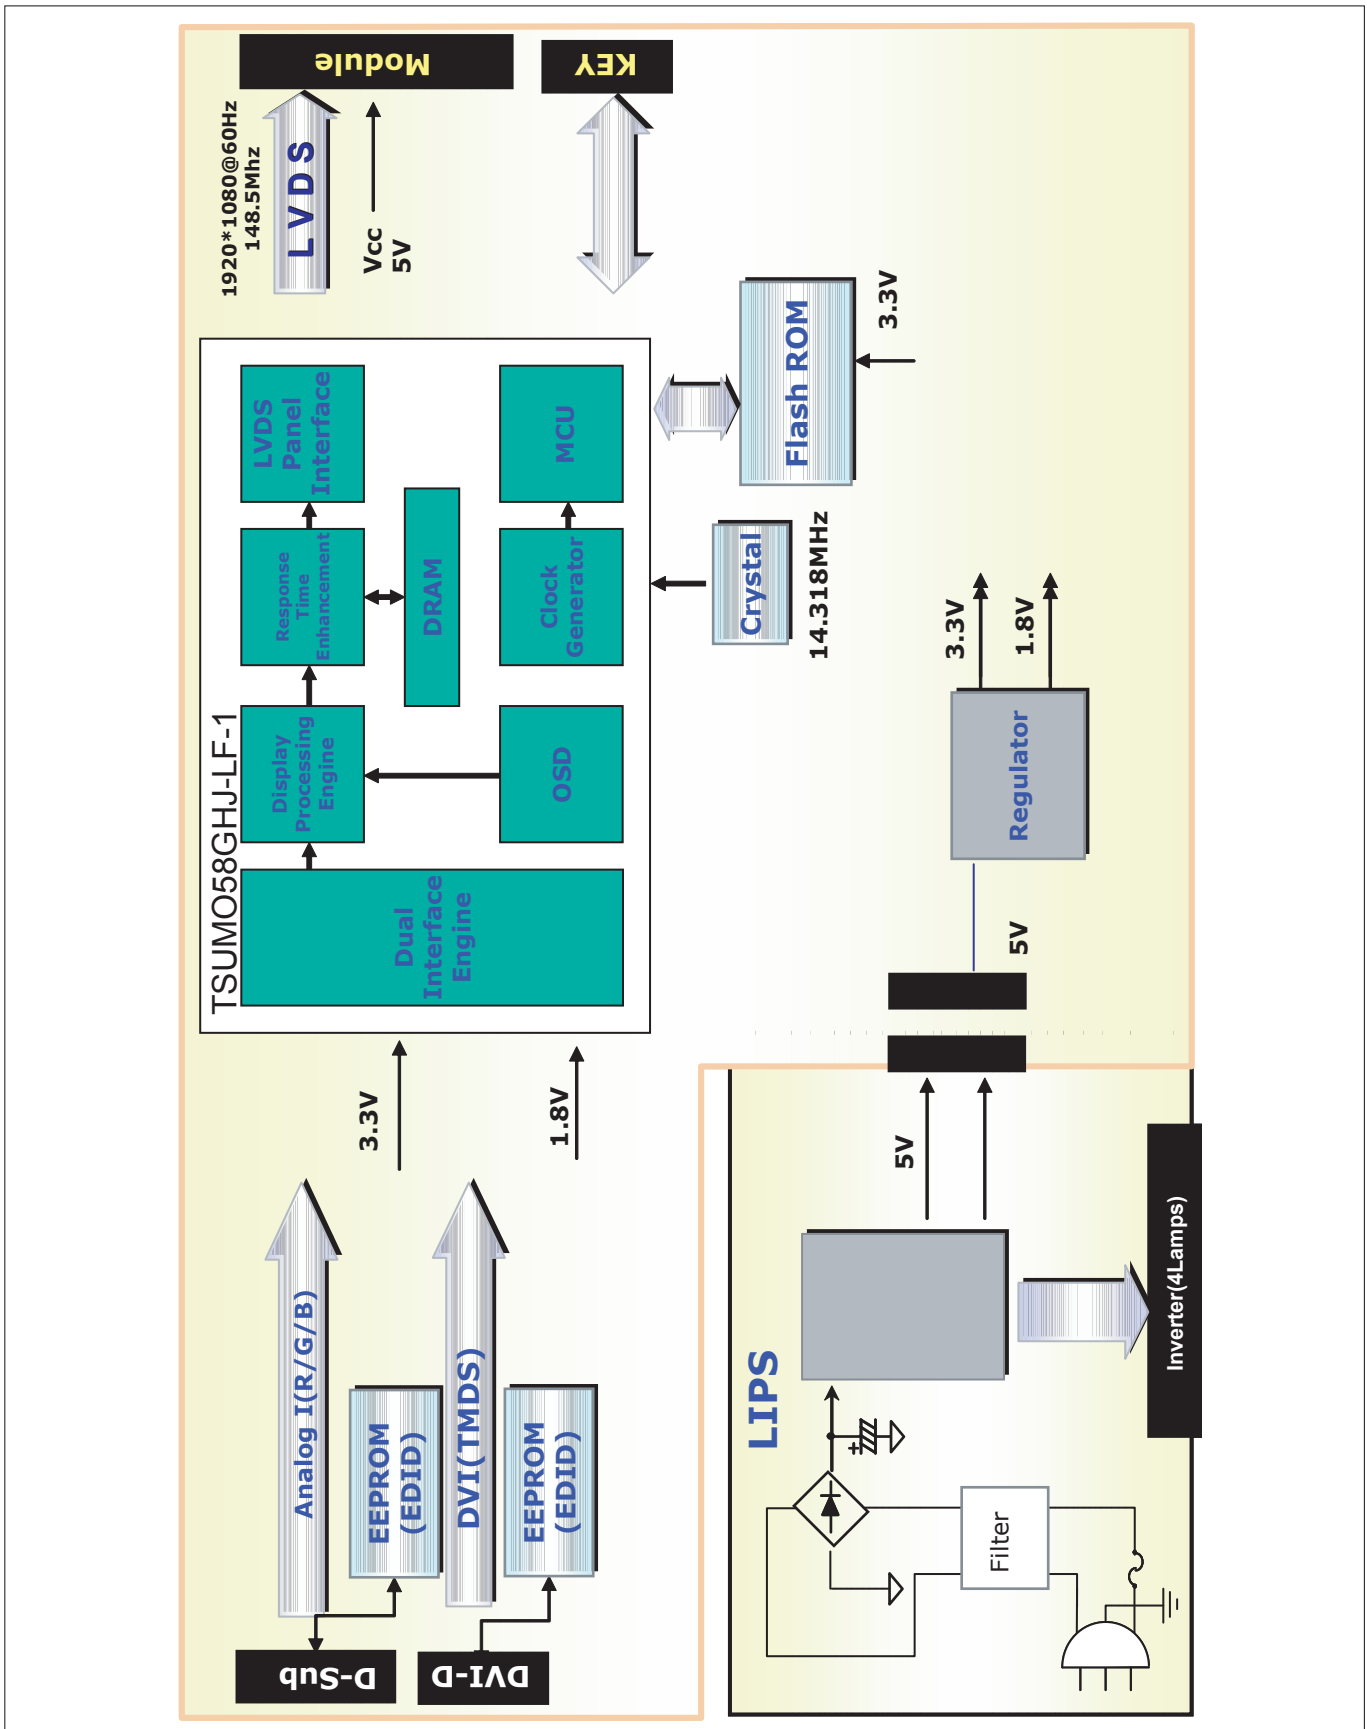 D-Sub
DVI-D
Analog I(R/G/B)
EEPROM
(EDID)
DVI(TMDS)
EEPROM
(EDID)
3.3V
1.8V
TSUMO58GHJ-LF-1
Dual
Interface
Engine
Display
Processing
Engine
OSD
Response
Time
Enhancement
DRAM
Clock
Generator
LVDS
Panel
Interface
MCU
1920*1080@60Hz
148.5Mhz
LVDS
Vcc
5V
Module
KEY
Crystal
14.318MHz
Flash ROM
3.3V
LIPS
Filter
+
5V
Inverter(4Lamps)
5V
Regulator
3.3V
1.8V